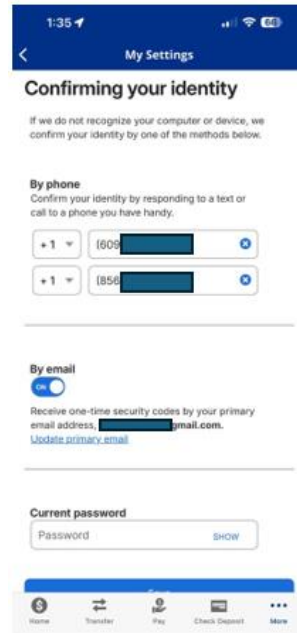 1:35
66
My Settings
Confirming your identity
If we do not recognize your computer or device, we
confirm your identity by one of the methods below.
By phone
Confirm your identity by responding to a text or
call to a phone you have handy.
+1 (609
+1 (856
By email
ON
Receive one-time security codes by your primary
email address, gmail.com.
Update primary email
Current password
Password SHOW
Save
Home Transfer Pay Check Deposit More